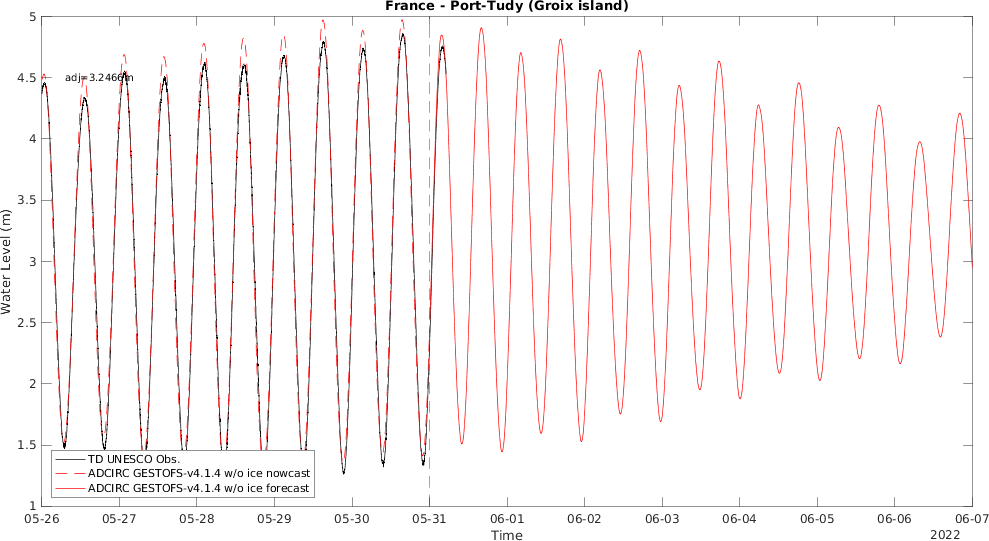 France - Port-Tudy (Groix island)
5
4.5
4
3.5
3
2.5
2
1.5
1
Water Level (m)
adj=3.2466m
TD UNESCO Obs.
ADCIRC GESTOFS-v4.1.4 w/o ice nowcast
ADCIRC GESTOFS-v4.1.4 w/o ice forecast
05-26 05-27 05-28 05-29 05-30 05-31 06-01 06-02 06-03 06-04 06-05 06-06 06-07
Time
2022